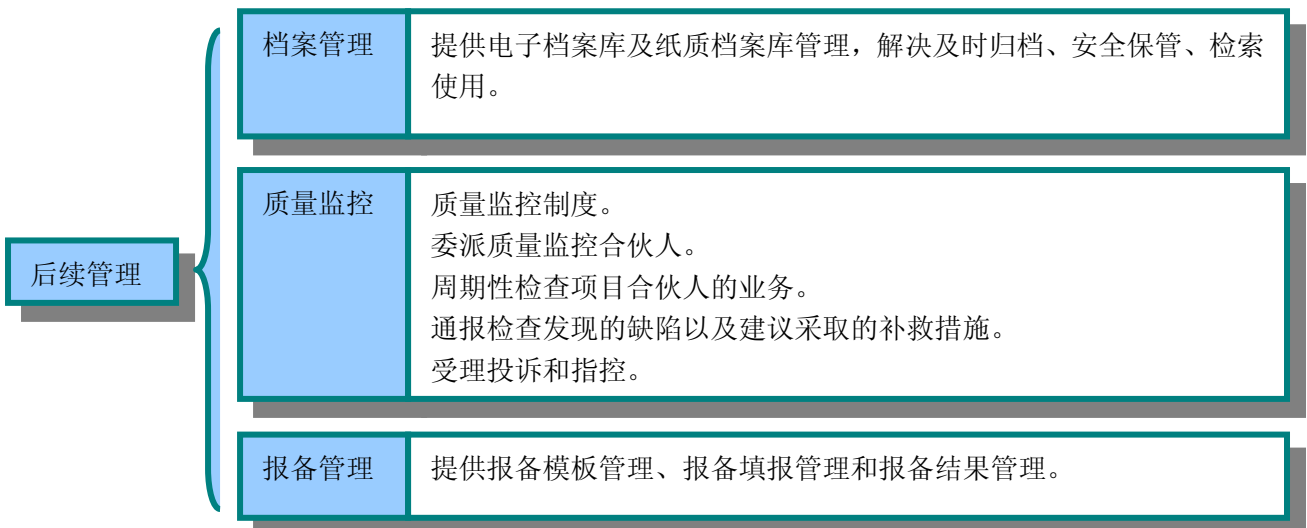 后续管理
档案管理
提供电子档案库及纸质档案库管理，解决及时归档、安全保管、检索
使用。
质量监控
质量监控制度。
委派质量监控合伙人。
周期性检查项目合伙人的业务。
通报检查发现的缺陷以及建议采取的补救措施。
受理投诉和指控。
报备管理
提供报备模板管理、报备填报管理和报备结果管理。